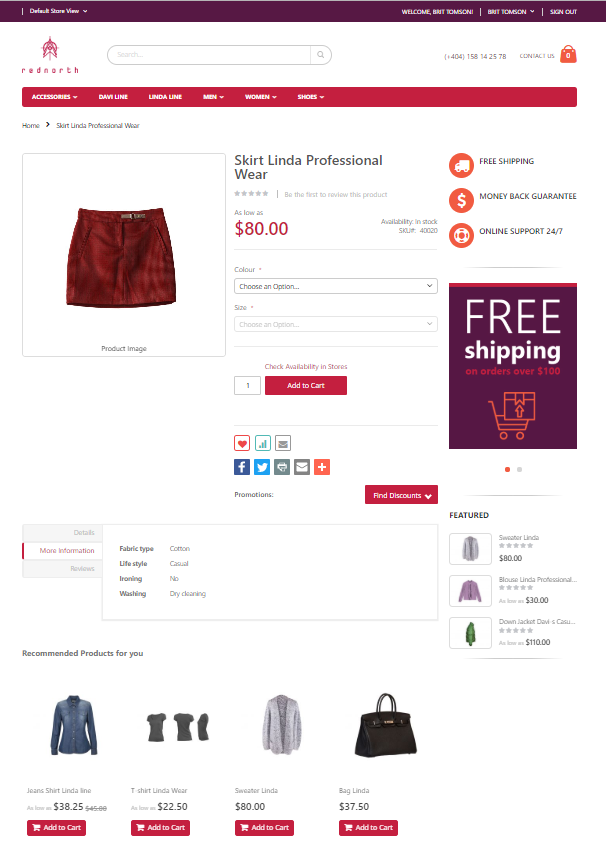 Default Store View
WELCOME, BRIT TOMSON!
BRIT TOMSON
SIGN OUT
rednorth
Search...
(+404) 158 14 25 78
CONTACT US
0
ACCESSORIES
DAVI LINE
LINDA LINE
MEN
WOMEN
SHOES
Home
Skirt Linda Professional Wear
Product Image
Skirt Linda Professional
Wear
Be the first to review this product
As low as
$80.00
Availability: In stock
SKU#: 40020
Colour *
Choose an Option...
Size *
Choose an Option...
Check Availability in Stores
1
Add to Cart
Promotions:
Find Discounts
FREE SHIPPING
MONEY BACK GUARANTEE
ONLINE SUPPORT 24/7
FREE
shipping
on orders over $100
Details
More Information
Reviews
Fabric type Cotton
Life style Casual
Ironing No
Washing Dry cleaning
FEATURED
Sweater Linda
$80.00
Blouse Linda Professional...
As low as $30.00
Down Jacket Davi-s Casu...
As low as $110.00
Recommended Products for you
Jeans Shirt Linda line
As low as $38.25 $45.00
Add to Cart
T-shirt Linda Wear
As low as $22.50
Add to Cart
Sweater Linda
$80.00
Add to Cart
Bag Linda
$37.50
Add to Cart